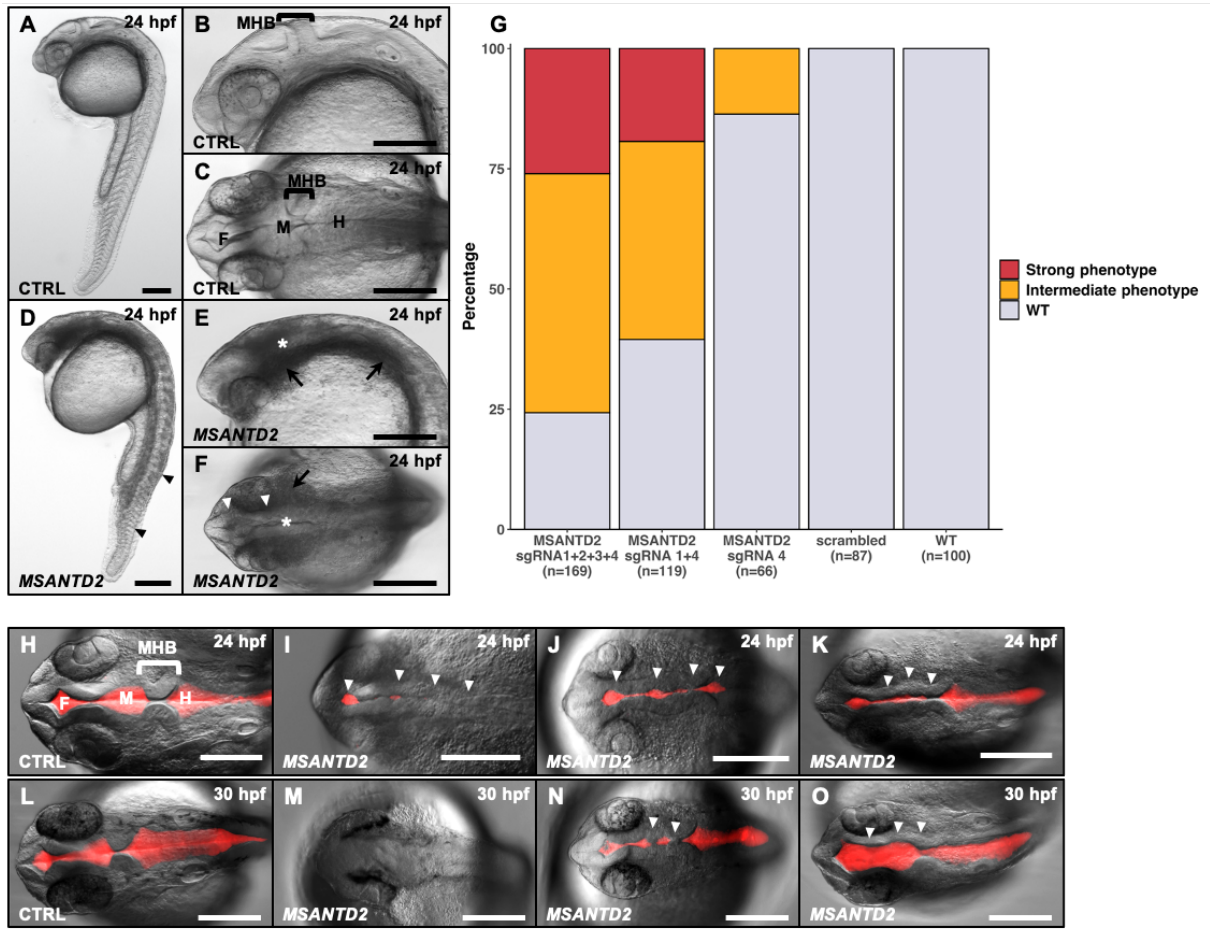 A
24 hpf
CTRL
B
MHB
24 hpf
CTRL
C
24 hpf
MHB
F
M
H
CTRL
D
24 hpf
MSANTD2
E
24 hpf
*
MSANTD2
F
24 hpf
*
MSANTD2
G
100
75
50
25
0
Percentage
MSANTD2
sgRNA1+2+3+4
(n=169)
MSANTD2
sgRNA 1+4
(n=119)
MSANTD2
sgRNA 4
(n=66)
scrambled
(n=87)
WT
(n=100)
Strong phenotype
Intermediate phenotype
WT
H
24 hpf
MHB
F
M
H
CTRL
I
24 hpf
MSANTD2
J
24 hpf
MSANTD2
K
24 hpf
MSANTD2
L
30 hpf
CTRL
M
30 hpf
MSANTD2
N
30 hpf
MSANTD2
O
30 hpf
MSANTD2